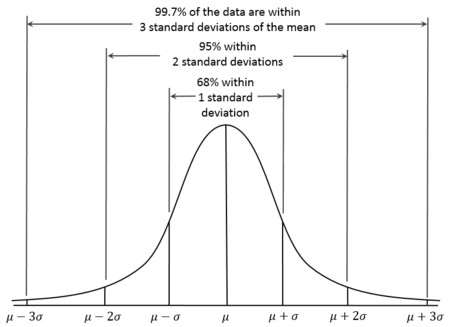 99.7% of the data are within
3 standard deviations of the mean
95% within
2 standard deviations
68% within
1 standard
deviation
μ − 3σ μ − 2σ μ − σ μ μ + σ μ + 2σ μ + 3σ